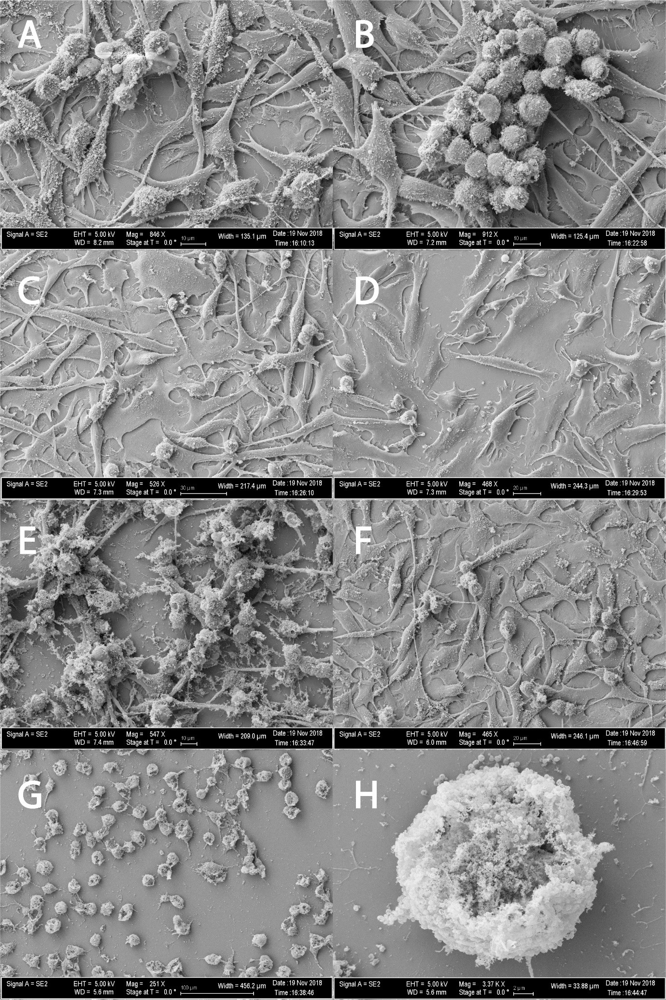 A
B
Signal A = SE2 EHT = 5.00 kV Mag = 846 X 10 µm Width = 135.1 µm Date :19 Nov 2018
WD = 8.2 mm Stage at T = 0.0 ° Time :16:10:13
Signal A = SE2 EHT = 5.00 kV Mag = 912 X 10 µm Width = 125.4 µm Date :19 Nov 2018
WD = 7.2 mm Stage at T = 0.0 ° Time :16:22:58
C
D
Signal A = SE2 EHT = 5.00 kV Mag = 526 X 30 µm Width = 217.4 µm Date :19 Nov 2018
WD = 7.3 mm Stage at T = 0.0 ° Time :16:26:10
Signal A = SE2 EHT = 5.00 kV Mag = 468 X 20 µm Width = 244.3 µm Date :19 Nov 2018
WD = 7.3 mm Stage at T = 0.0 ° Time :16:29:53
E
F
Signal A = SE2 EHT = 5.00 kV Mag = 547 X 10 µm Width = 209.0 µm Date :19 Nov 2018
WD = 7.4 mm Stage at T = 0.0 ° Time :16:33:47
Signal A = SE2 EHT = 5.00 kV Mag = 465 X 20 µm Width = 246.1 µm Date :19 Nov 2018
WD = 6.0 mm Stage at T = 0.0 ° Time :16:46:59
G
H
Signal A = SE2 EHT = 5.00 kV Mag = 251 X 100 µm Width = 456.2 µm Date :19 Nov 2018
WD = 5.6 mm Stage at T = 0.0 ° Time :16:38:46
Signal A = SE2 EHT = 5.00 kV Mag = 3.37 K X 2 µm Width = 33.88 µm Date :19 Nov 2018
WD = 5.6 mm Stage at T = 0.0 ° Time :16:44:47